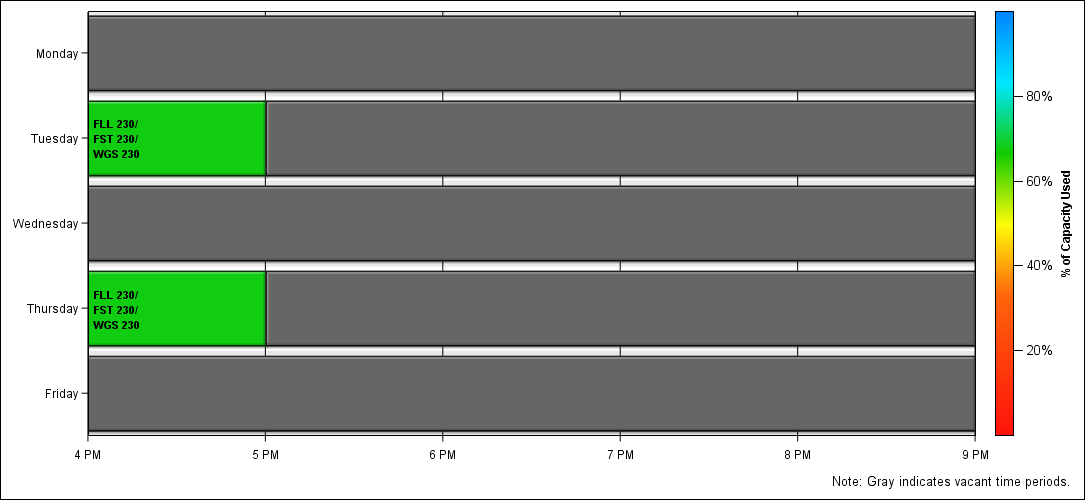 Monday
Tuesday
FLL 230/
FST 230/
WGS 230
Wednesday
Thursday
FLL 230/
FST 230/
WGS 230
Friday
4 PM
5 PM
6 PM
7 PM
8 PM
9 PM
80%
60%
40%
20%
% of Capacity Used
Note: Gray indicates vacant time periods.